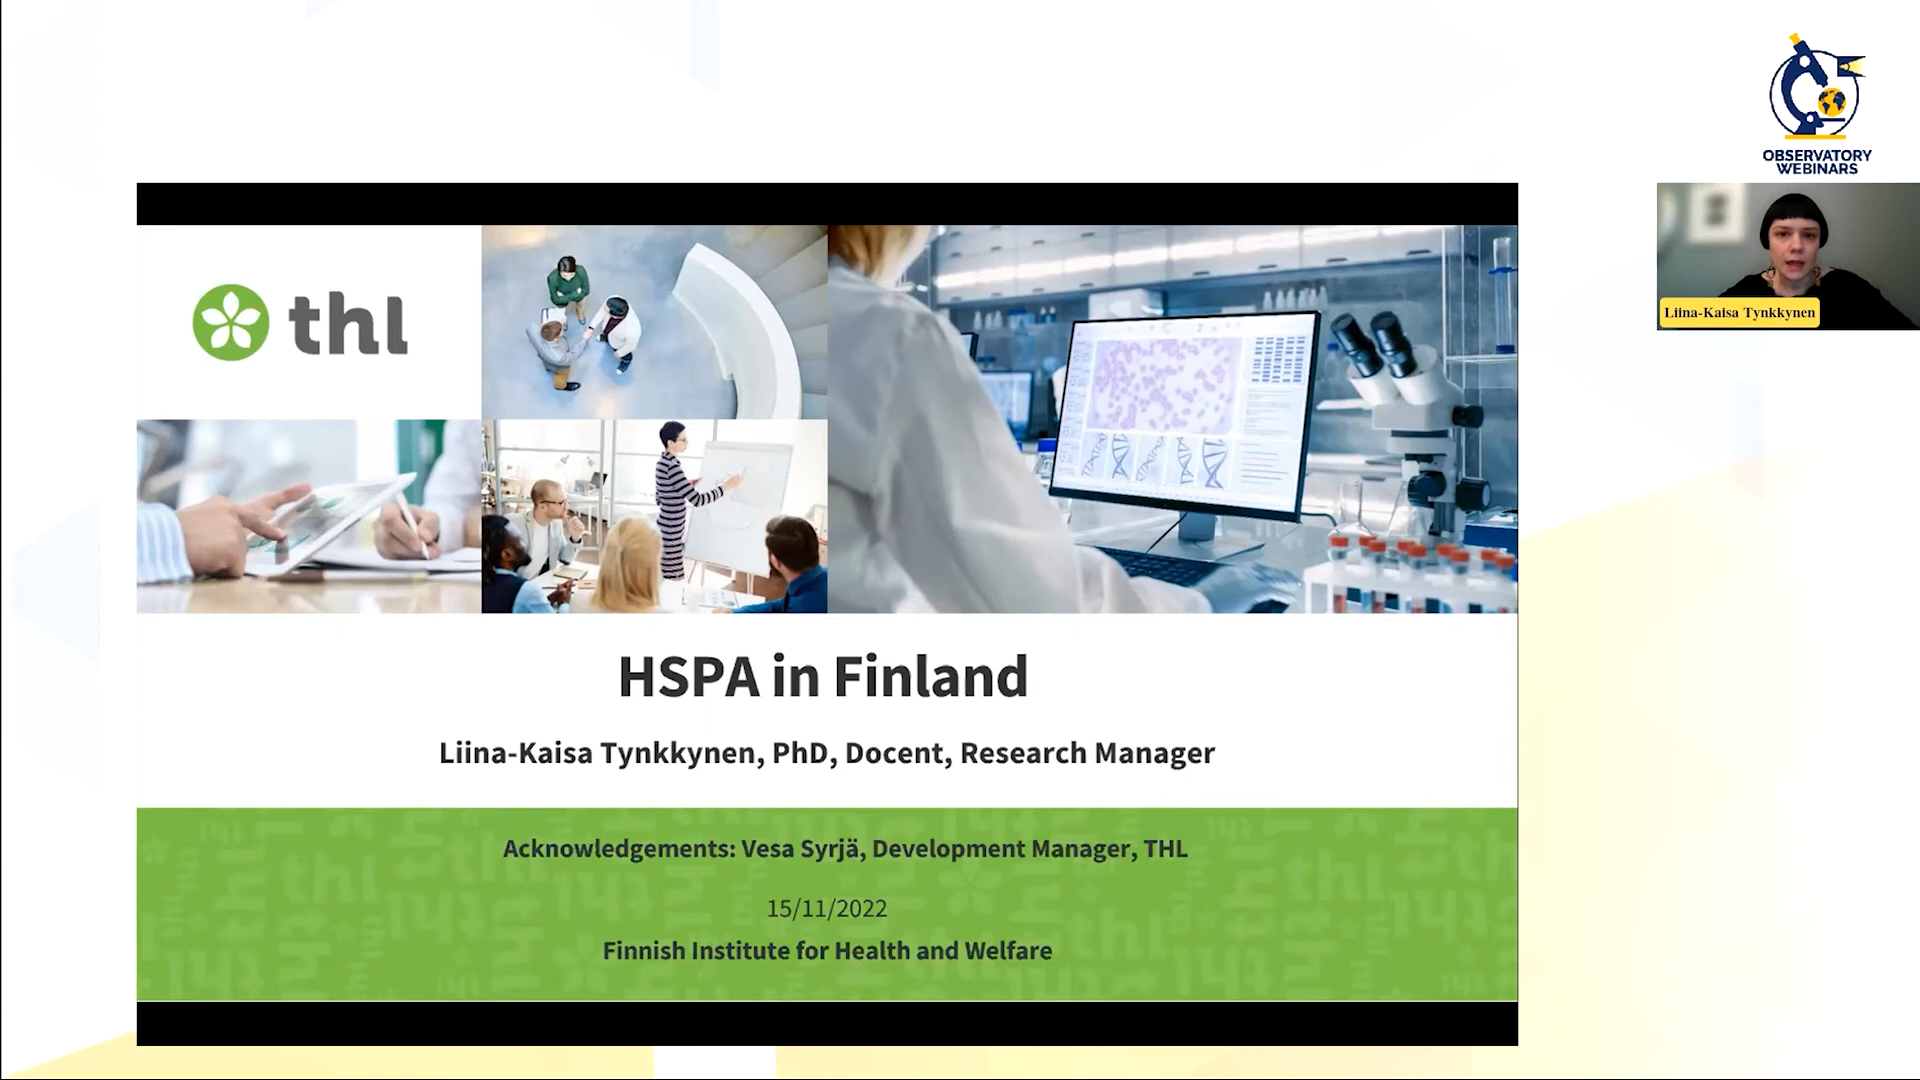 OBSERVATORY
WEBINARS
Liina-Kaisa Tynkkynen
thl
HSPA in Finland
Liina-Kaisa Tynkkynen, PhD, Docent, Research Manager
Acknowledgements: Vesa Syrjä, Development Manager, THL
15/11/2022
Finnish Institute for Health and Welfare